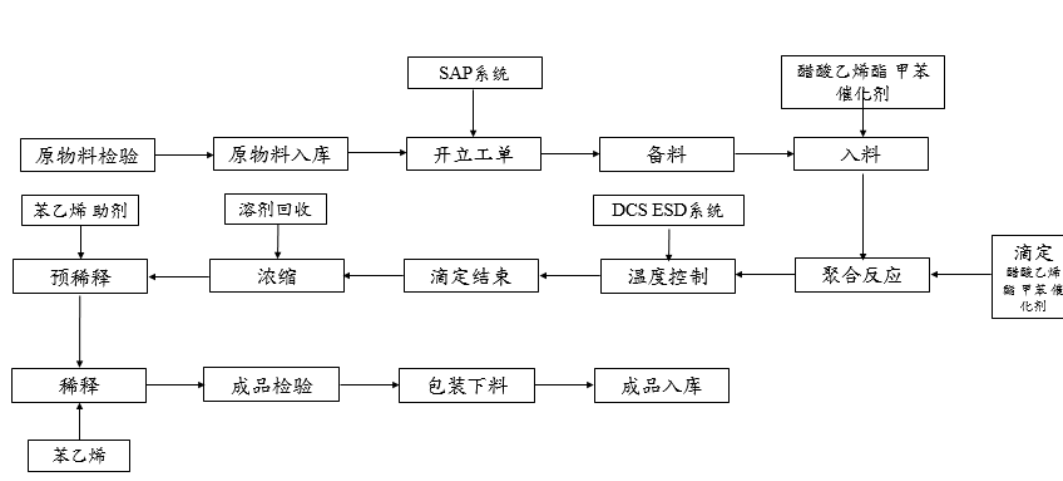 SAP系统
醋酸乙烯酯 甲苯
催化剂
原物料检验
原物料入库
开立工单
备料
入料
苯乙烯 助剂
溶剂回收
DCS ESD系统
预稀释
浓缩
滴定结束
温度控制
聚合反应
滴定
醋酸乙烯
酯 甲苯 催
化剂
稀释
成品检验
包装下料
成品入库
苯乙烯